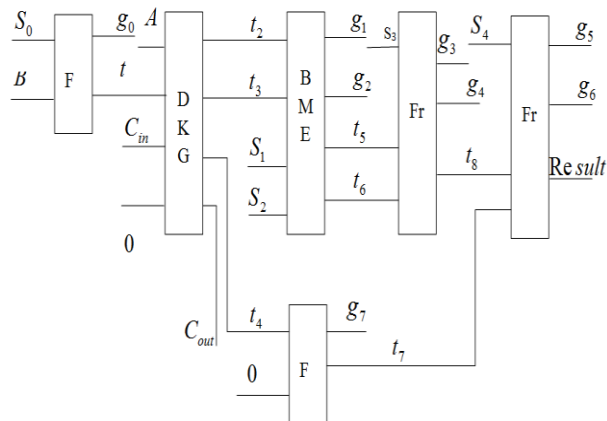 S0 g0 A t2 g1 S3 S4 g5
g3
B F t D t3 B g2 g4 g6
K M Fr Fr
Cin G E t5
S1 t8 Result
t6
S2
0
Cout t4 g7
F t7
0